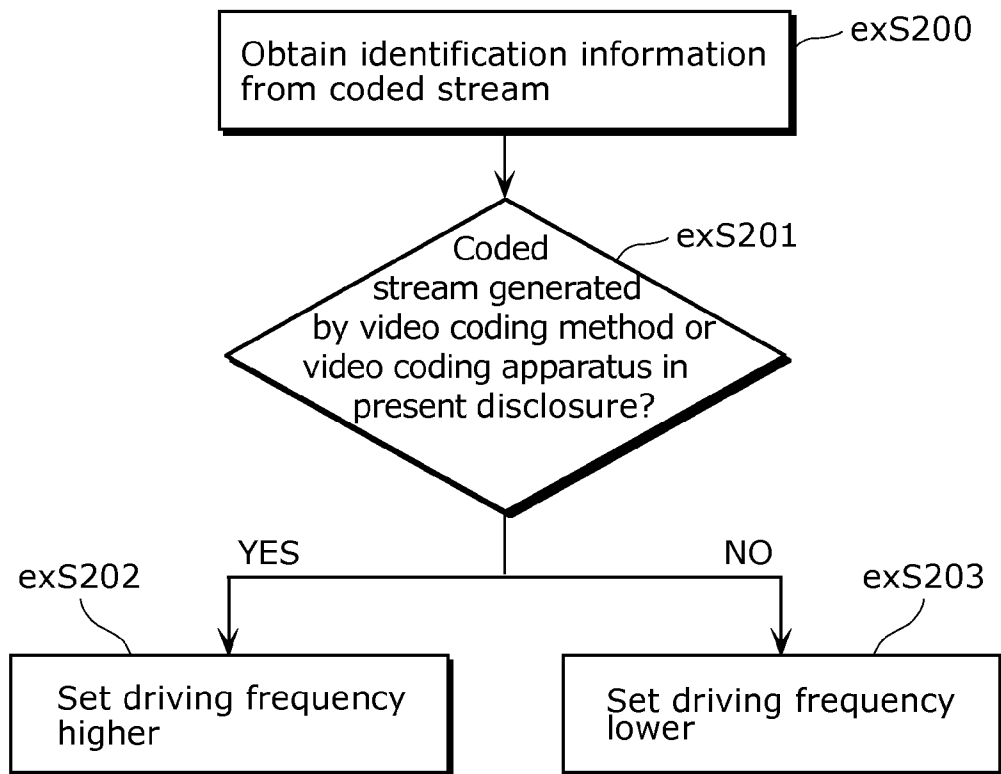 exS200
Obtain identification information
from coded stream
exS201
Coded
stream generated
by video coding method or
video coding apparatus in
present disclosure?
YES
NO
exS202
exS203
Set driving frequency
higher
Set driving frequency
lower